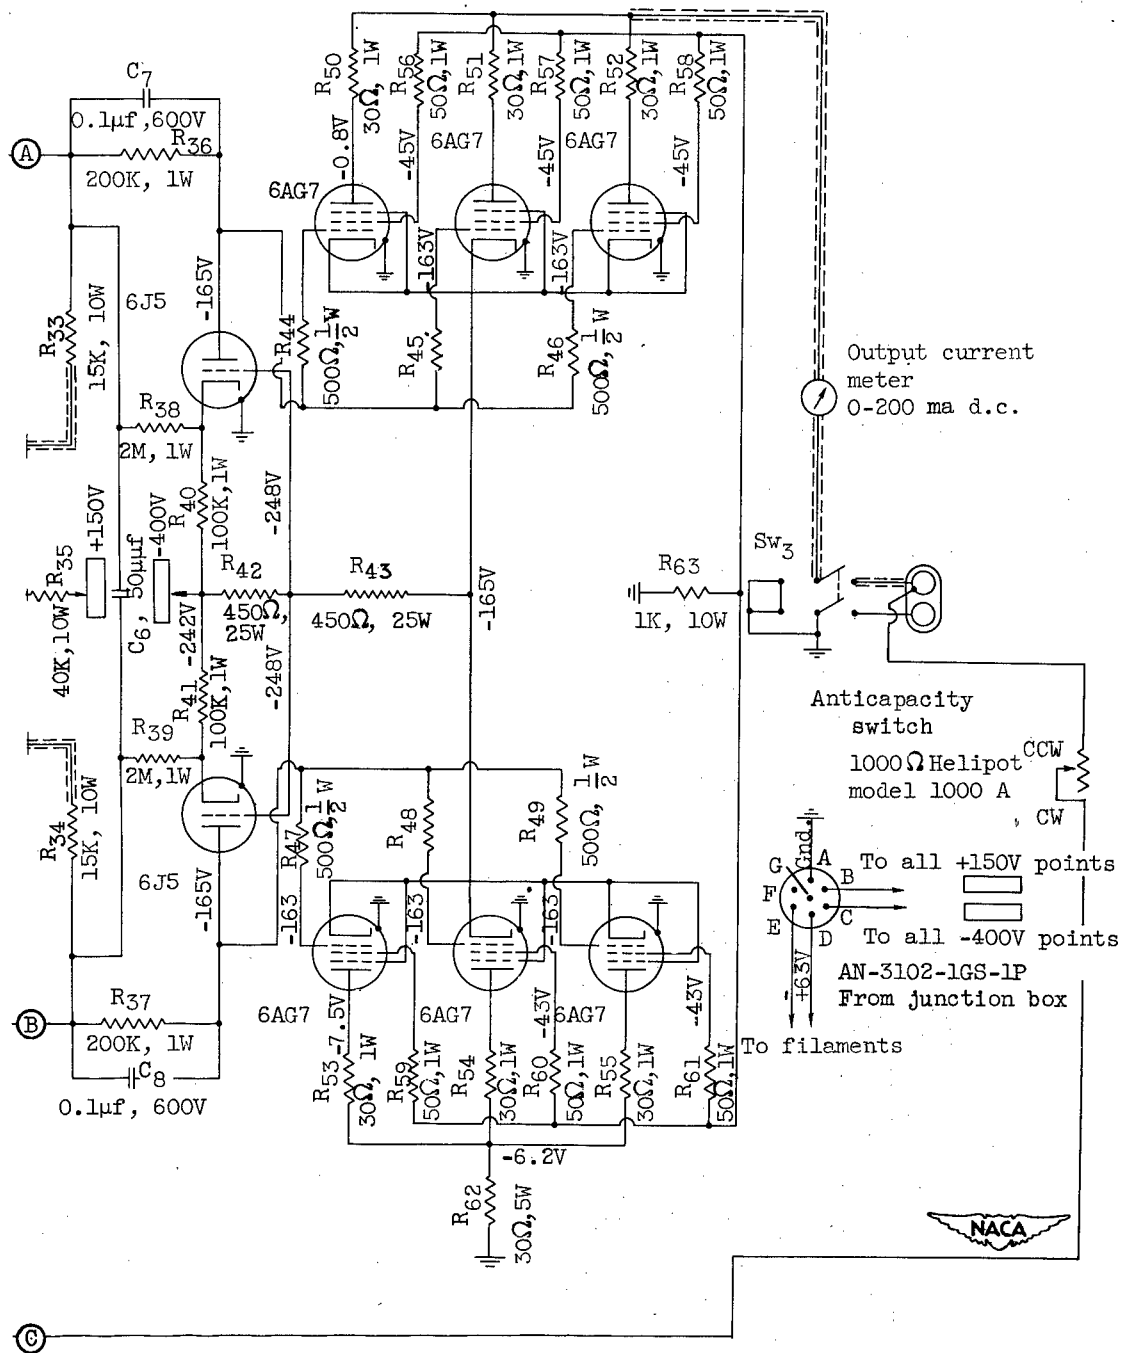 C7
0.1µf,600V
R36
200K, 1W
A
R50
30Ω,1W
R56
50Ω,1W
R51
30Ω,1W
R57
50Ω,1W
R52
30Ω,1W
R58
50Ω,1W
-0.8V
-45V
6AG7
-45V
6AG7
-45V
6AG7
-163V
-163V
R33
15K, 10W
6J5
-165V
R44
500Ω,1/2W
R45
R46
500Ω,1/2W
Output current
meter
0-200 ma d.c.
R38
2M, 1W
R40
100K,1W
-248V
R35
40K,10W
+150V
C6, 50µµf
-400V
-242V
R42
450Ω,
25W
R43
450Ω, 25W
-165V
R63
1K, 10W
Sw3
R41
100K,1W
-248V
Anticapacity
switch
R39
2M,1W
1000ΩHelipot
model 1000 A
CCW
CW
R34
15K, 10W
6J5
-165V
R47
500Ω,1/2W
R48
R49
500Ω,1/2W
-163
-163
-163
Gnd.
A
B
C
D
E
F
G
To all +150V points
To all -400V points
AN-3102-1GS-1P
From junction box
-
+63V
To filaments
6AG7
6AG7
6AG7
-7.5V
-43V
-43V
B
R37
200K, 1W
C8
0.1µf, 600V
R53
30Ω, 1W
R59
50Ω,1W
R54
30Ω,1W
R60
50Ω,1W
R55
30Ω,1W
R61
50Ω,1W
-6.2V
R62
30Ω,5W
NACA
C